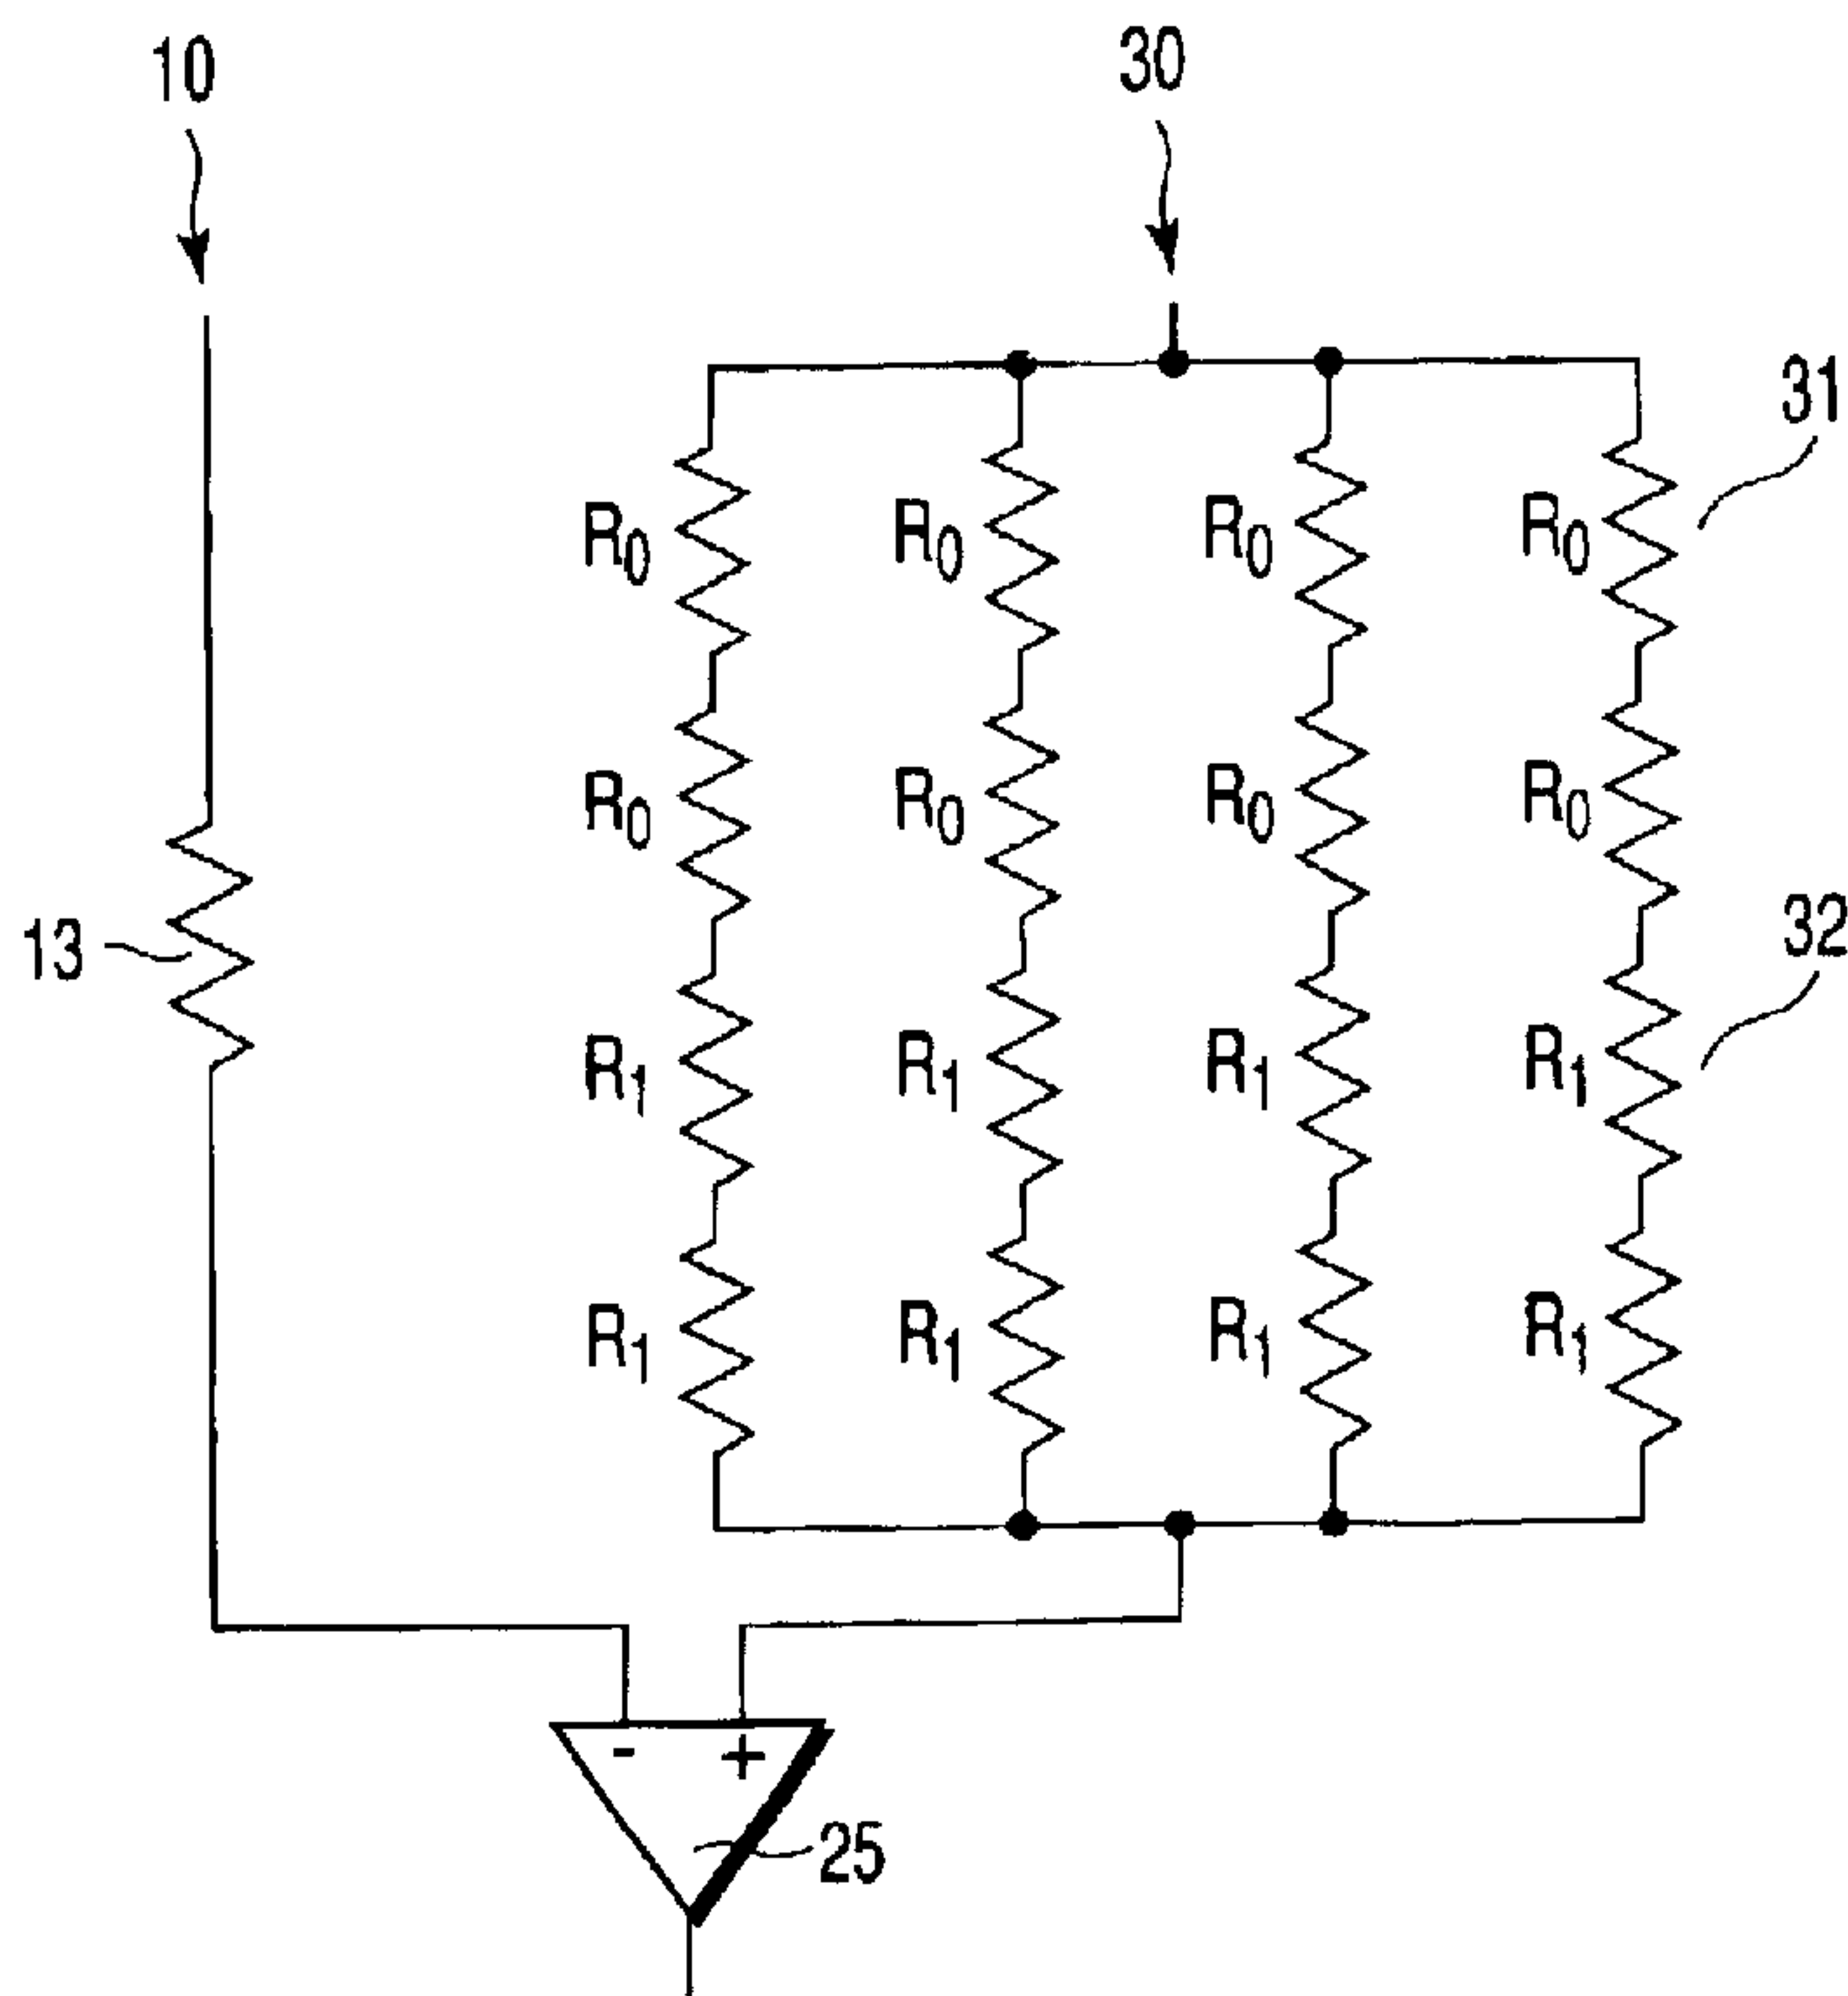 10 30
31
R₀ R₀ R₀ R₀
R₀ R₀ R₀ R₀
13 32
R₁ R₁ R₁ R₁
R₁ R₁ R₁ R₁
- +
25